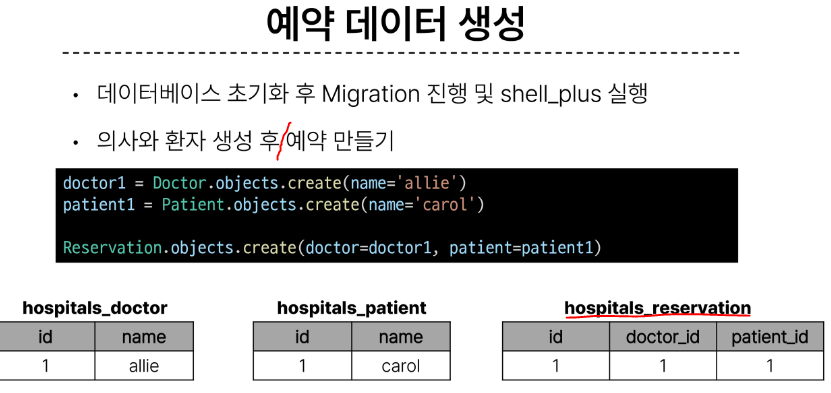 예약 데이터 생성
• 데이터베이스 초기화 후 Migration 진행 및 shell_plus 실행
• 의사와 환자 생성 후 예약 만들기
doctor1 = Doctor.objects.create(name='allie')
patient1 = Patient.objects.create(name='carol')
Reservation.objects.create(doctor=doctor1, patient=patient1)
hospitals_doctor hospitals_patient hospitals_reservation
id name id name id doctor_id patient_id
1 allie 1 carol 1 1 1